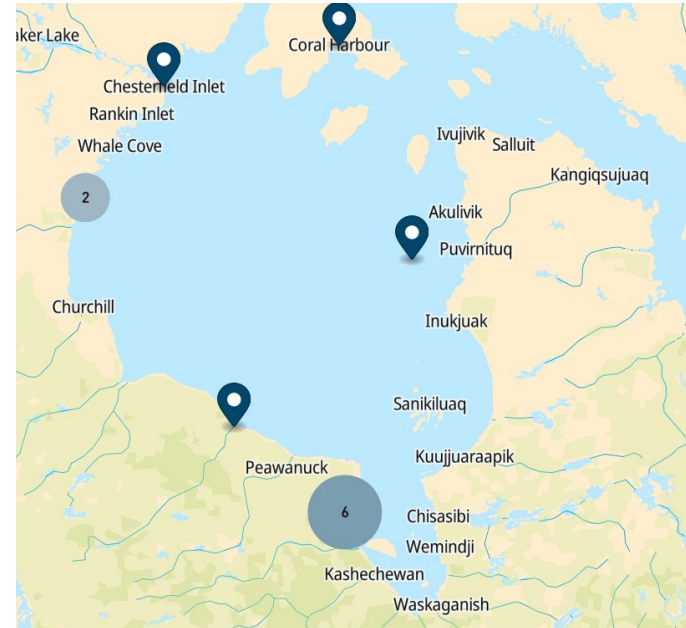 aker Lake
Coral Harbour
Chesterfield Inlet
Rankin Inlet
Ivujivik
Salluit
Whale Cove
Kangiqsujuaq
2
Akulivik
Puvirnituq
Churchill
Inukjuak
Sanikiluaq
Kuujjuaraapik
Peawanuck
6
Chisasibi
Wemindji
Kashechewan
Waskaganish